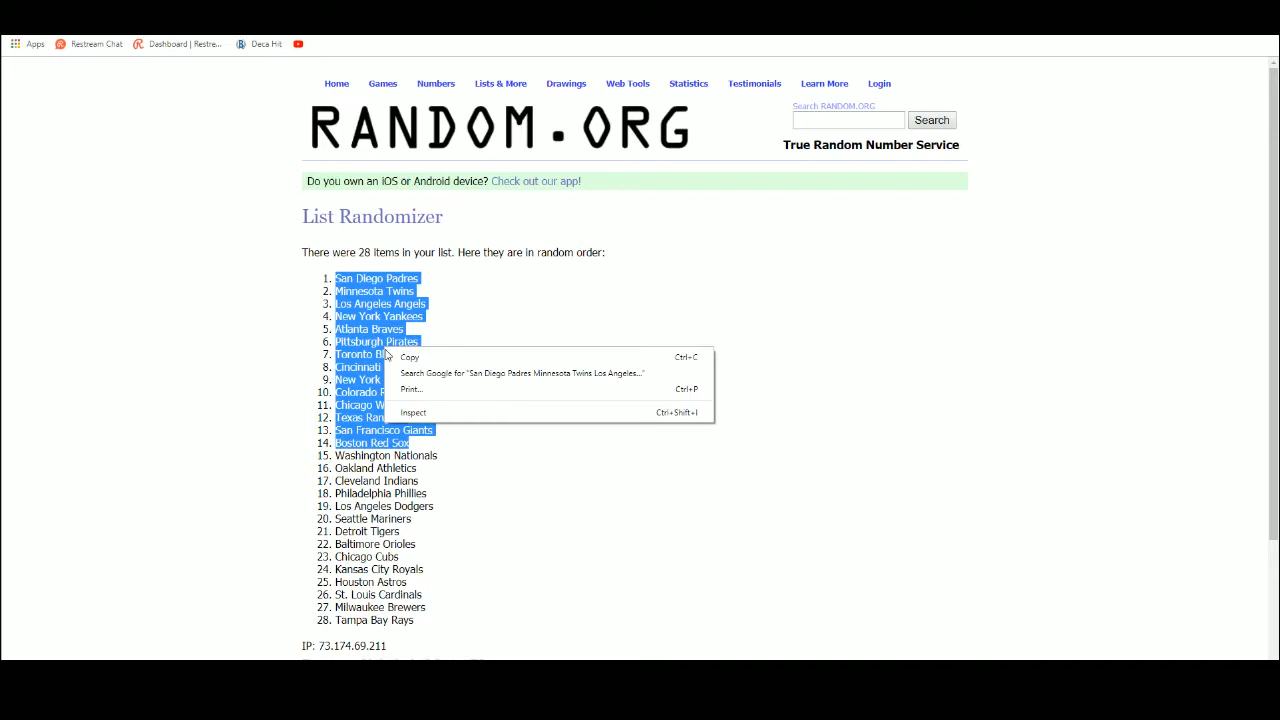 Apps Restream Chat Dashboard | Restre... Deca Hit
Home Games Numbers Lists & More Drawings Web Tools Statistics Testimonials Learn More Login
RANDOM.ORG
Search RANDOM.ORG
Search
True Random Number Service
Do you own an iOS or Android device? Check out our app!
List Randomizer
There were 28 items in your list. Here they are in random order:
1. San Diego Padres
2. Minnesota Twins
3. Los Angeles Angels
4. New York Yankees
5. Atlanta Braves
6. Pittsburgh Pirates
7. Toronto Bl
8. Cincinnati
9. New York
10. Colorado
11. Chicago W
12. Texas Ran
13. San Francisco Giants
14. Boston Red Sox
15. Washington Nationals
16. Oakland Athletics
17. Cleveland Indians
18. Philadelphia Phillies
19. Los Angeles Dodgers
20. Seattle Mariners
21. Detroit Tigers
22. Baltimore Orioles
23. Chicago Cubs
24. Kansas City Royals
25. Houston Astros
26. St. Louis Cardinals
27. Milwaukee Brewers
28. Tampa Bay Rays
Copy Ctrl+C
Search Google for "San Diego Padres Minnesota Twins Los Angeles..."
Print... Ctrl+P
Inspect Ctrl+Shift+I
IP: 73.174.69.211